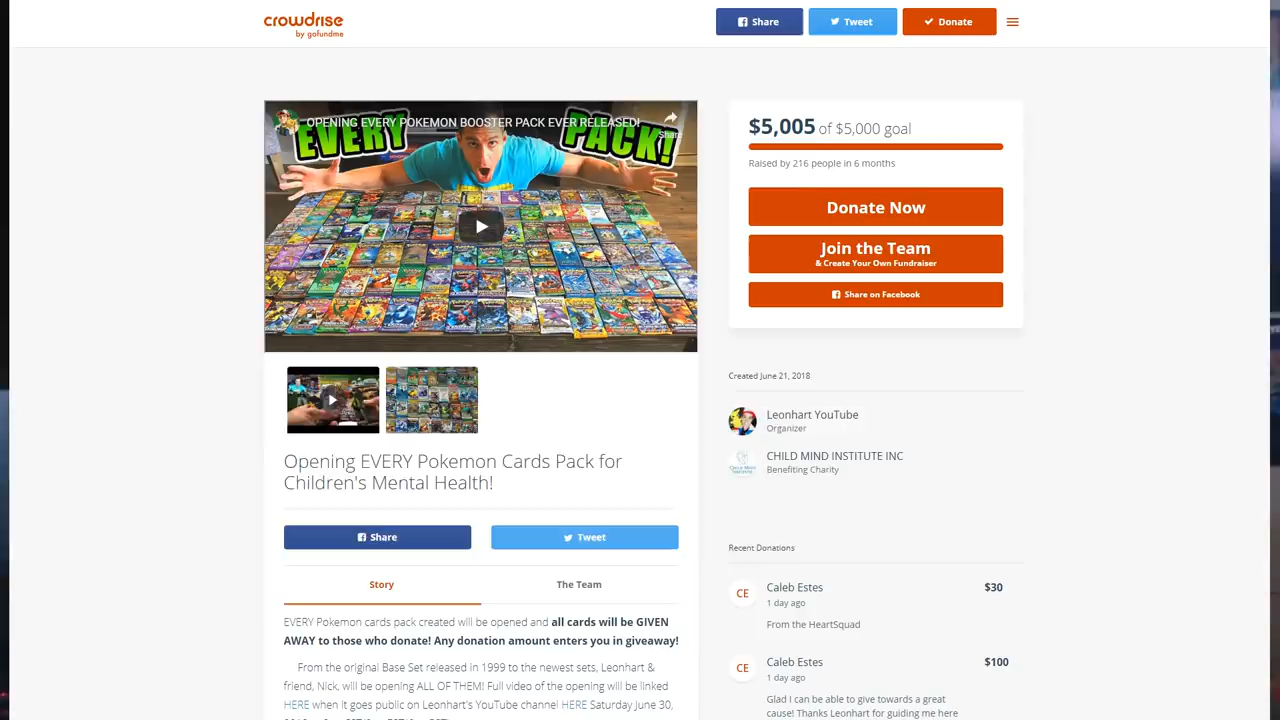 crowdrise
by gofundme
Share
Tweet
Donate
OPENING EVERY POKEMON BOOSTER PACK EVER RELEASED!
Share
EVERY
PACK!
$5,005 of $5,000 goal
Raised by 216 people in 6 months
Donate Now
Join the Team
& Create Your Own Fundraiser
Share on Facebook
Created June 21, 2018
Leonhart YouTube
Organizer
CHILD MIND INSTITUTE INC
Benefiting Charity
Opening EVERY Pokemon Cards Pack for
Children's Mental Health!
Share
Tweet
Story
The Team
EVERY Pokemon cards pack created will be opened and all cards will be GIVEN
AWAY to those who donate! Any donation amount enters you in giveaway!
From the original Base Set released in 1999 to the newest sets, Leonhart &
friend, Nick, will be opening ALL OF THEM! Full video of the opening will be linked
HERE when it goes public on Leonhart's YouTube channel HERE Saturday June 30,
Recent Donations
CE
Caleb Estes
$30
1 day ago
From the HeartSquad
CE
Caleb Estes
$100
1 day ago
Glad I can be able to give towards a great
cause! Thanks Leonhart for guiding me here